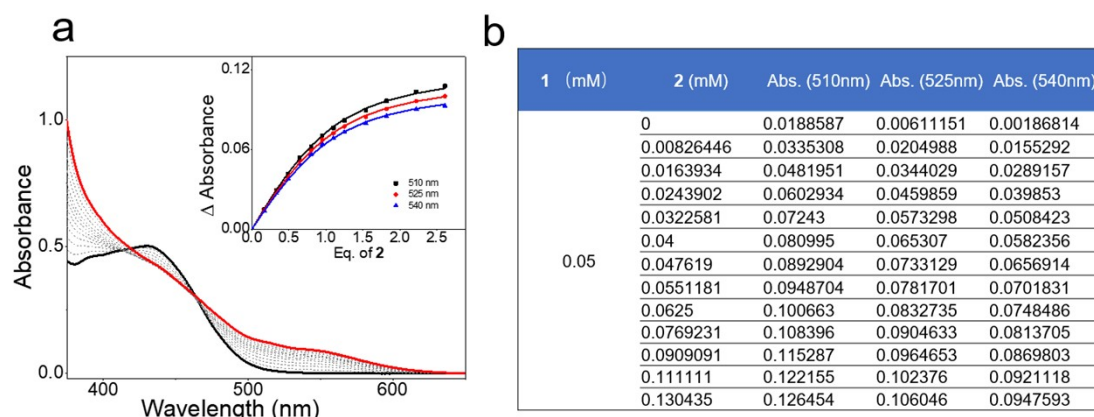 a
Absorbance
1.0
0.5
0.0
400
500
600
Wavelength (nm)
Δ Absorbance
0.12
0.06
0.00
0.0 0.5 1.0 1.5 2.0 2.5
Eq. of 2
510 nm
525 nm
540 nm
b
1 (mM) 2 (mM) Abs. (510nm) Abs. (525nm) Abs. (540nm)
0.05
0 0.0188587 0.00611151 0.00186814
0.00826446 0.0335308 0.0204988 0.0155292
0.0163934 0.0481951 0.0344029 0.0289157
0.0243902 0.0602934 0.0459859 0.039853
0.0322581 0.07243 0.0573298 0.0508423
0.04 0.080995 0.065307 0.0582356
0.047619 0.0892904 0.0733129 0.0656914
0.0551181 0.0948704 0.0781701 0.0701831
0.0625 0.100663 0.0832735 0.0748486
0.0769231 0.108396 0.0904633 0.0813705
0.0909091 0.115287 0.0964653 0.0869803
0.111111 0.122155 0.102376 0.0921118
0.130435 0.126454 0.106046 0.0947593